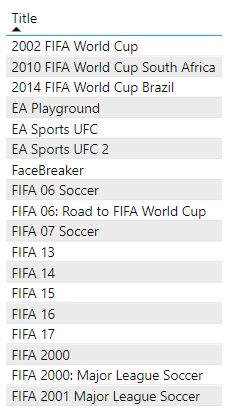 Title
2002 FIFA World Cup
2010 FIFA World Cup South Africa
2014 FIFA World Cup Brazil
EA Playground
EA Sports UFC
EA Sports UFC 2
FaceBreaker
FIFA 06 Soccer
FIFA 06: Road to FIFA World Cup
FIFA 07 Soccer
FIFA 13
FIFA 14
FIFA 15
FIFA 16
FIFA 17
FIFA 2000
FIFA 2000: Major League Soccer
FIFA 2001 Major League Soccer